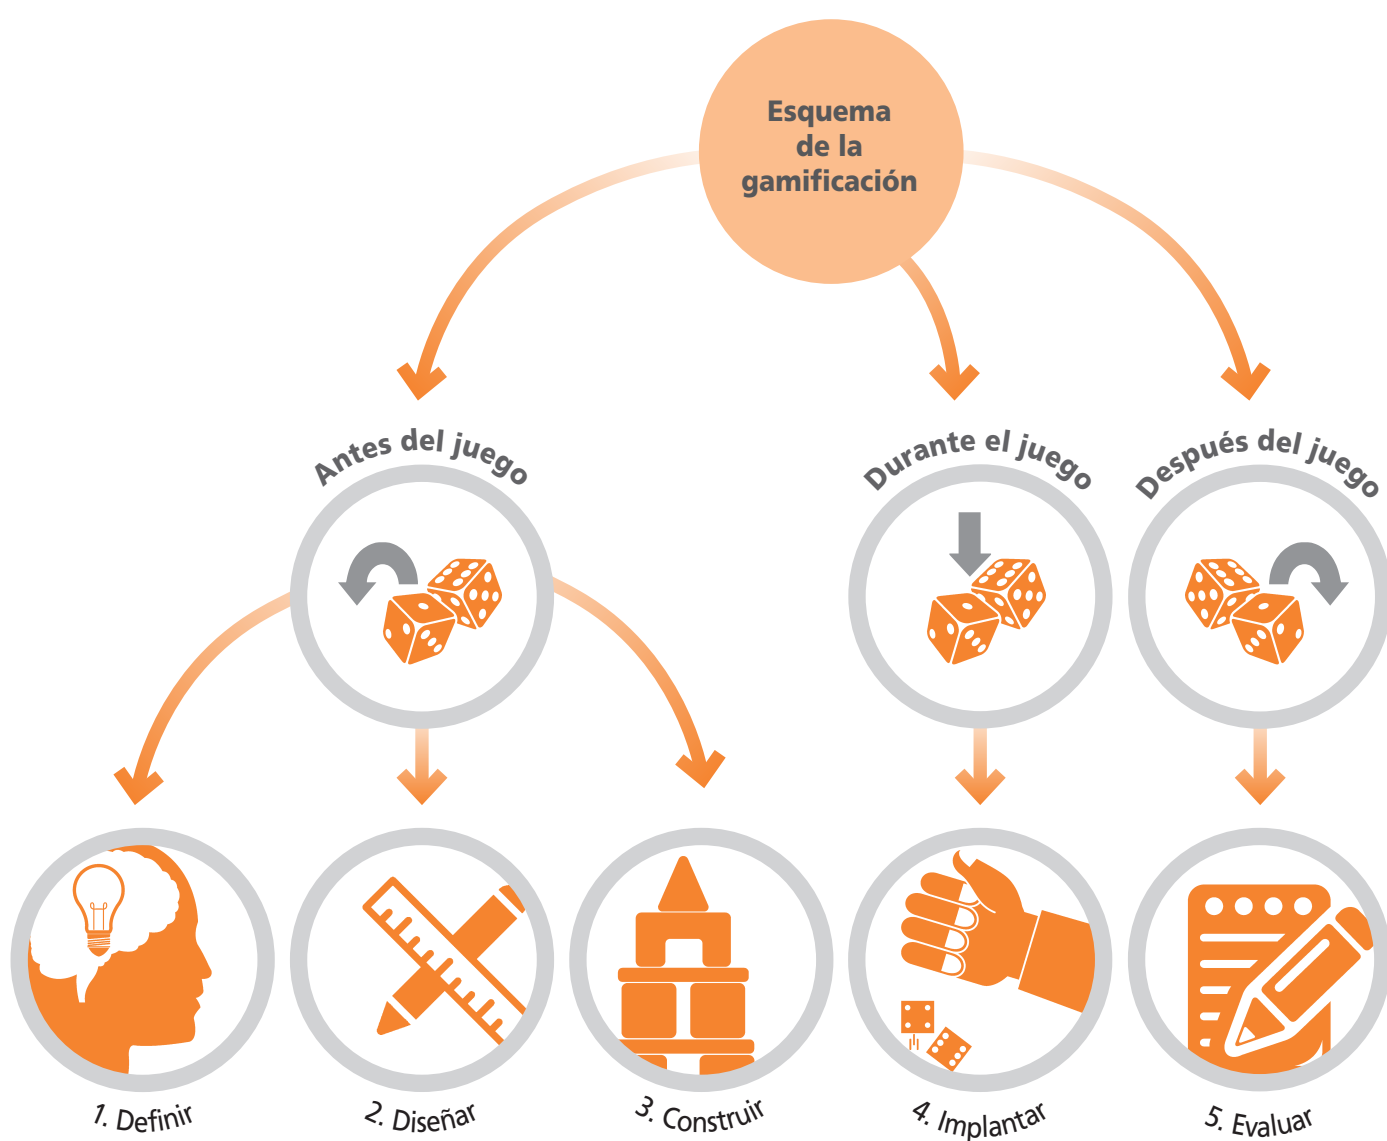 Esquema
de la
gamificación
Antes del juego
Durante el juego
Después del juego
1. Definir
2. Diseñar
3. Construir
4. Implantar
5. Evaluar